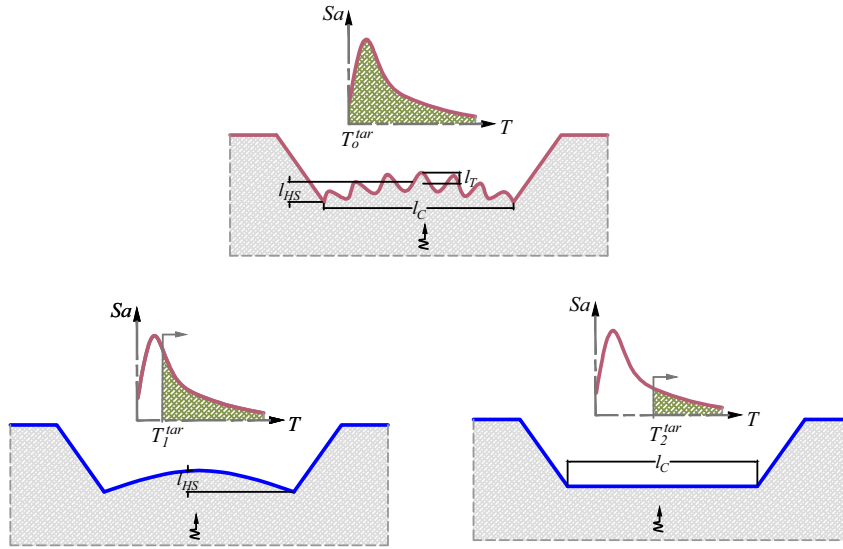 Sa
T
T_o^tar
l_HS
l_T
l_C
Sa
T
T_1^tar
l_HS
Sa
T
T_2^tar
l_C